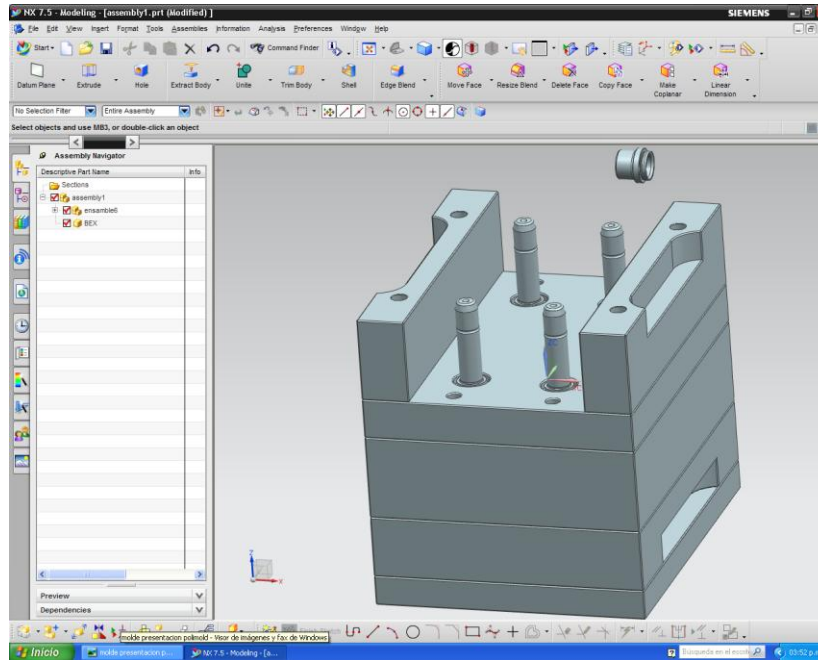 NX 7.5 - Modeling - [assembly1.prt (Modified) ]
SIEMENS
File Edit View Insert Format Tools Assemblies Information Analysis Preferences Window Help
Start
Command Finder
Datum Plane Extrude Hole Extract Body Unite Trim Body Shell Edge Blend Move Face Resize Blend Delete Face Copy Face Make Coplanar Linear Dimension
No Selection Filter Entire Assembly
Select objects and use MB3, or double-click an object
Assembly Navigator
Descriptive Part Name Info
Sections
assembly1
ensamble6
BEX
ZC
Z
X
Preview
Dependencies
molde presentacion polimold - Visor de imágenes y fax de Windows
Inicio
molde presentacion p...
NX 7.5 - Modeling - [a...
Búsqueda en el escrit
03:52 p.